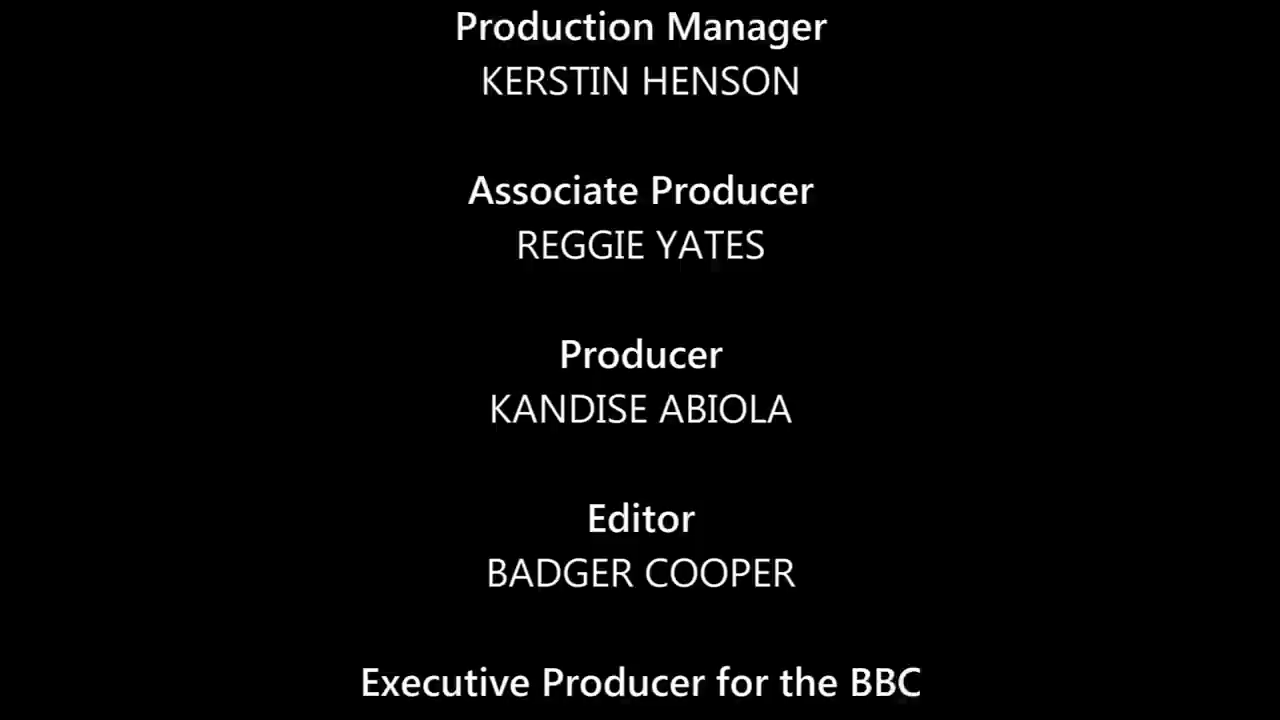 Production Manager
KERSTIN HENSON
Associate Producer
REGGIE YATES
Producer
KANDISE ABIOLA
Editor
BADGER COOPER
Executive Producer for the BBC